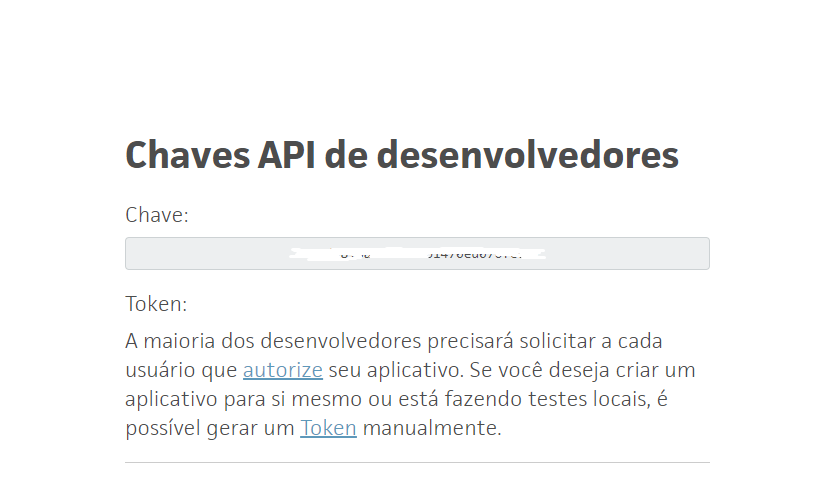 Chaves API de desenvolvedores
Chave:
Token:
A maioria dos desenvolvedores precisará solicitar a cada
usuário que autorize seu aplicativo. Se você deseja criar um
aplicativo para si mesmo ou está fazendo testes locais, é
possível gerar um Token manualmente.